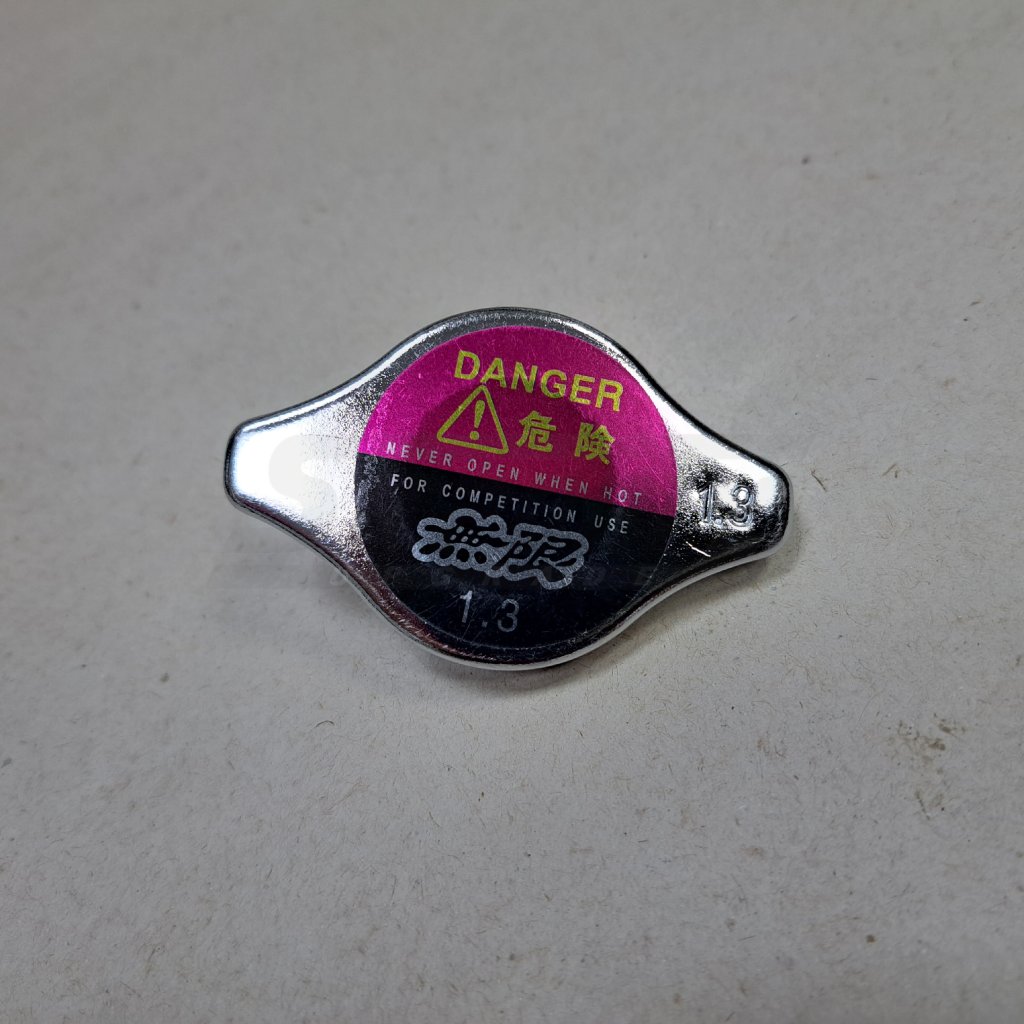 DANGER
危険
NEVER OPEN WHEN HOT
FOR COMPETITION USE
無限
1.3
1.3